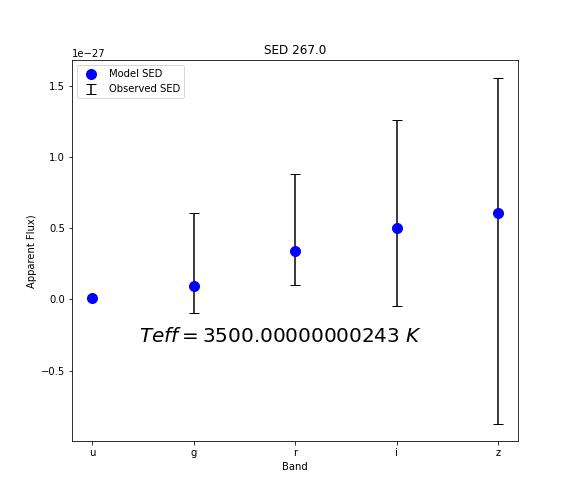 SED 267.0
1e−27
Model SED
Observed SED
1.5
1.0
0.5
0.0
−0.5
Apparent Flux)
Teff = 3500.00000000243 K
u g r i z
Band